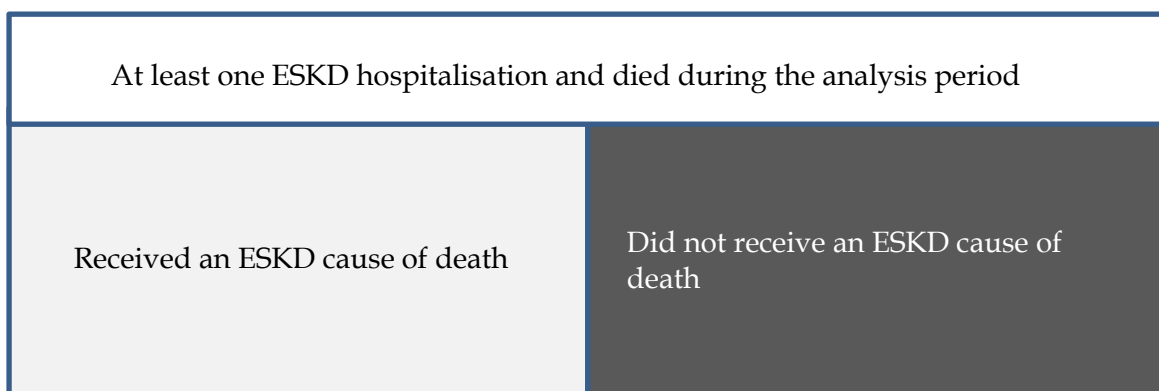 At least one ESKD hospitalisation and died during the analysis period
Received an ESKD cause of death
Did not receive an ESKD cause of
death